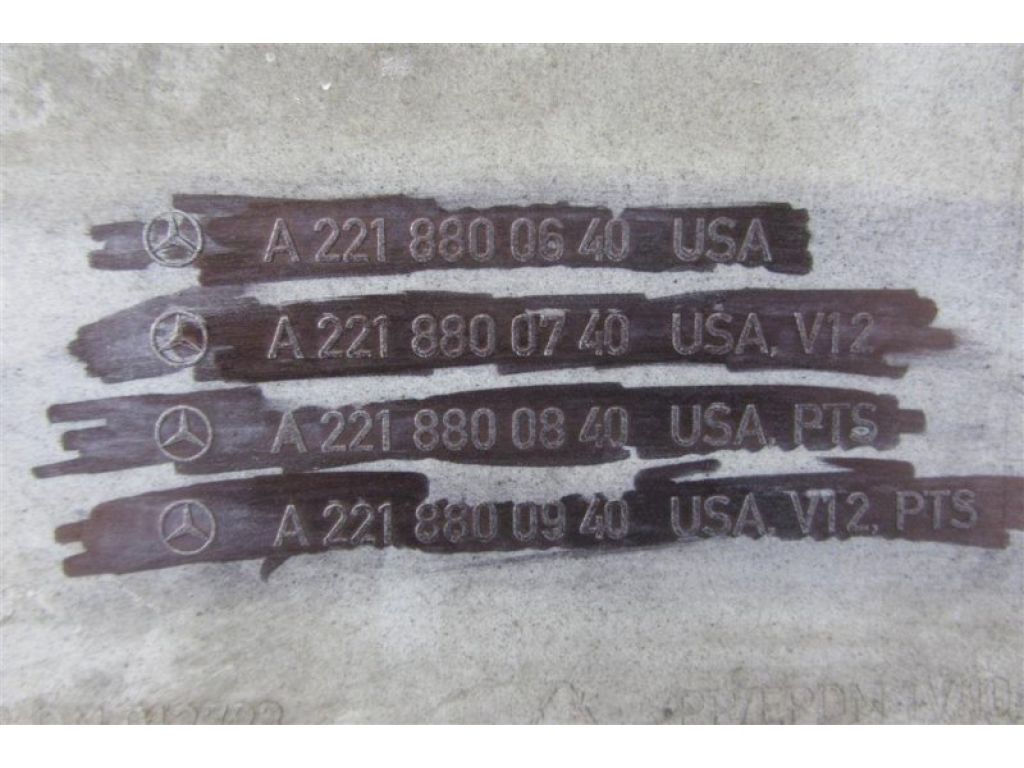 A 221 880 06 40 USA
A 221 880 07 40 USA, V12
A 221 880 08 40 USA, PTS
A 221 880 09 40 USA, V12, PTS